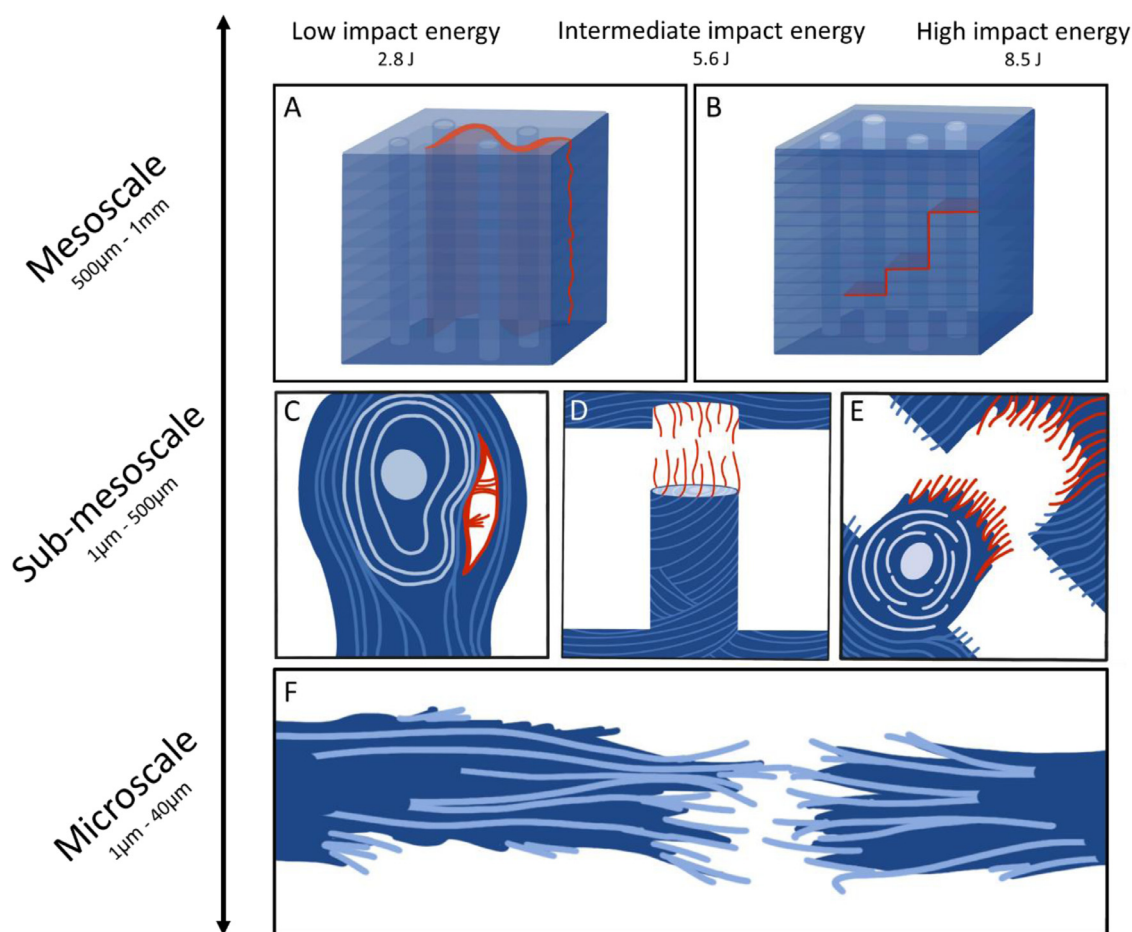 Low impact energy
2.8 J
Intermediate impact energy
5.6 J
High impact energy
8.5 J
Mesoscale
500µm - 1mm
A
B
Sub-mesoscale
1µm - 500µm
C
D
E
Microscale
1µm - 40µm
F